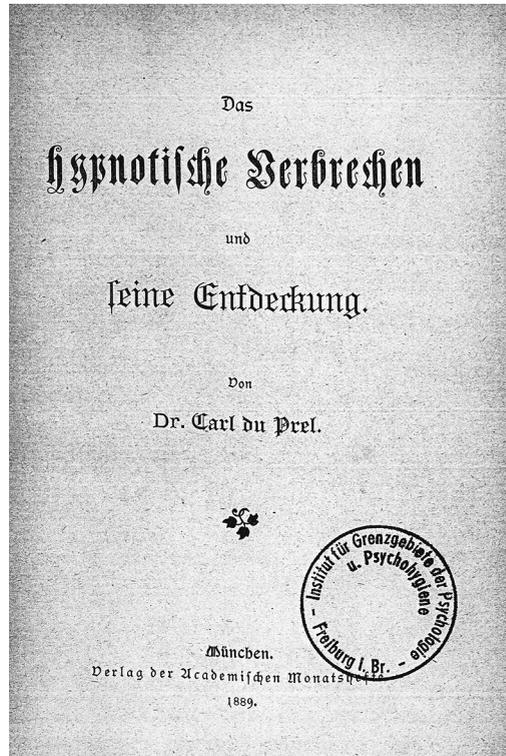 Das
hypnotische Verbrechen
und
seine Entdeckung.
Von
Dr. Carl du Prel.
Institut für Grenzgebiete der Psychologie
u. Psychohygiene
- Freiburg i. Br. -
München.
Verlag der Academischen Monatshefte
1889.